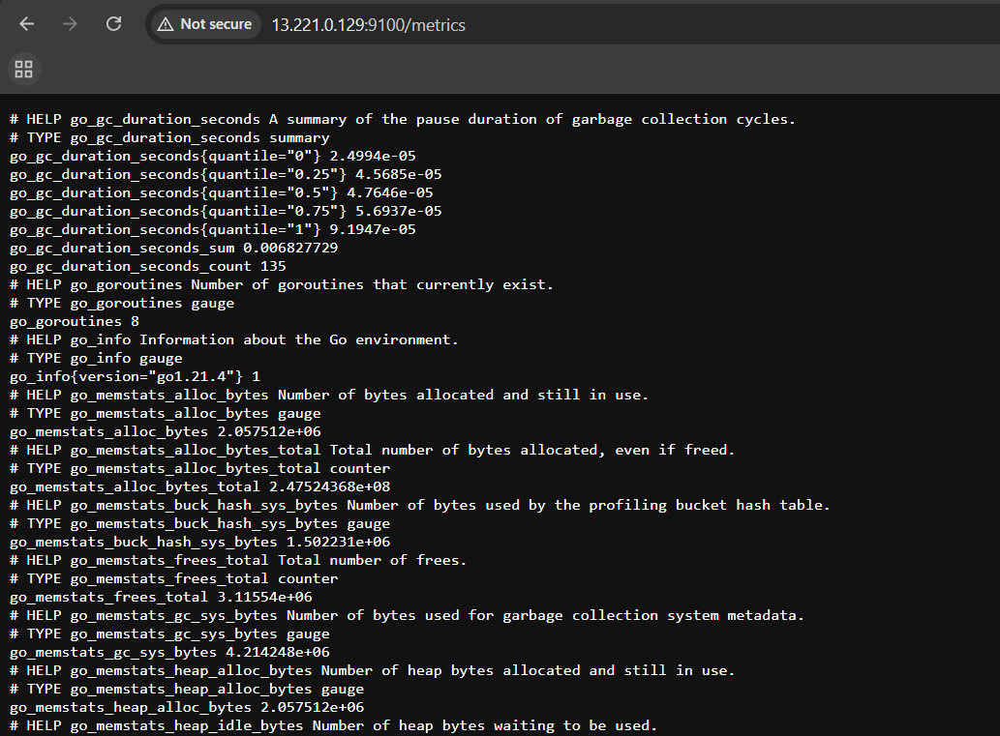 Not secure 13.221.0.129:9100/metrics
# HELP go_gc_duration_seconds A summary of the pause duration of garbage collection cycles.
# TYPE go_gc_duration_seconds summary
go_gc_duration_seconds{quantile="0"} 2.4994e-05
go_gc_duration_seconds{quantile="0.25"} 4.5685e-05
go_gc_duration_seconds{quantile="0.5"} 4.7646e-05
go_gc_duration_seconds{quantile="0.75"} 5.6937e-05
go_gc_duration_seconds{quantile="1"} 9.1947e-05
go_gc_duration_seconds_sum 0.006827729
go_gc_duration_seconds_count 135
# HELP go_goroutines Number of goroutines that currently exist.
# TYPE go_goroutines gauge
go_goroutines 8
# HELP go_info Information about the Go environment.
# TYPE go_info gauge
go_info{version="go1.21.4"} 1
# HELP go_memstats_alloc_bytes Number of bytes allocated and still in use.
# TYPE go_memstats_alloc_bytes gauge
go_memstats_alloc_bytes 2.057512e+06
# HELP go_memstats_alloc_bytes_total Total number of bytes allocated, even if freed.
# TYPE go_memstats_alloc_bytes_total counter
go_memstats_alloc_bytes_total 2.47524368e+08
# HELP go_memstats_buck_hash_sys_bytes Number of bytes used by the profiling bucket hash table.
# TYPE go_memstats_buck_hash_sys_bytes gauge
go_memstats_buck_hash_sys_bytes 1.502231e+06
# HELP go_memstats_frees_total Total number of frees.
# TYPE go_memstats_frees_total counter
go_memstats_frees_total 3.11554e+06
# HELP go_memstats_gc_sys_bytes Number of bytes used for garbage collection system metadata.
# TYPE go_memstats_gc_sys_bytes gauge
go_memstats_gc_sys_bytes 4.214248e+06
# HELP go_memstats_heap_alloc_bytes Number of heap bytes allocated and still in use.
# TYPE go_memstats_heap_alloc_bytes gauge
go_memstats_heap_alloc_bytes 2.057512e+06
# HELP go_memstats_heap_idle_bytes Number of heap bytes waiting to be used.